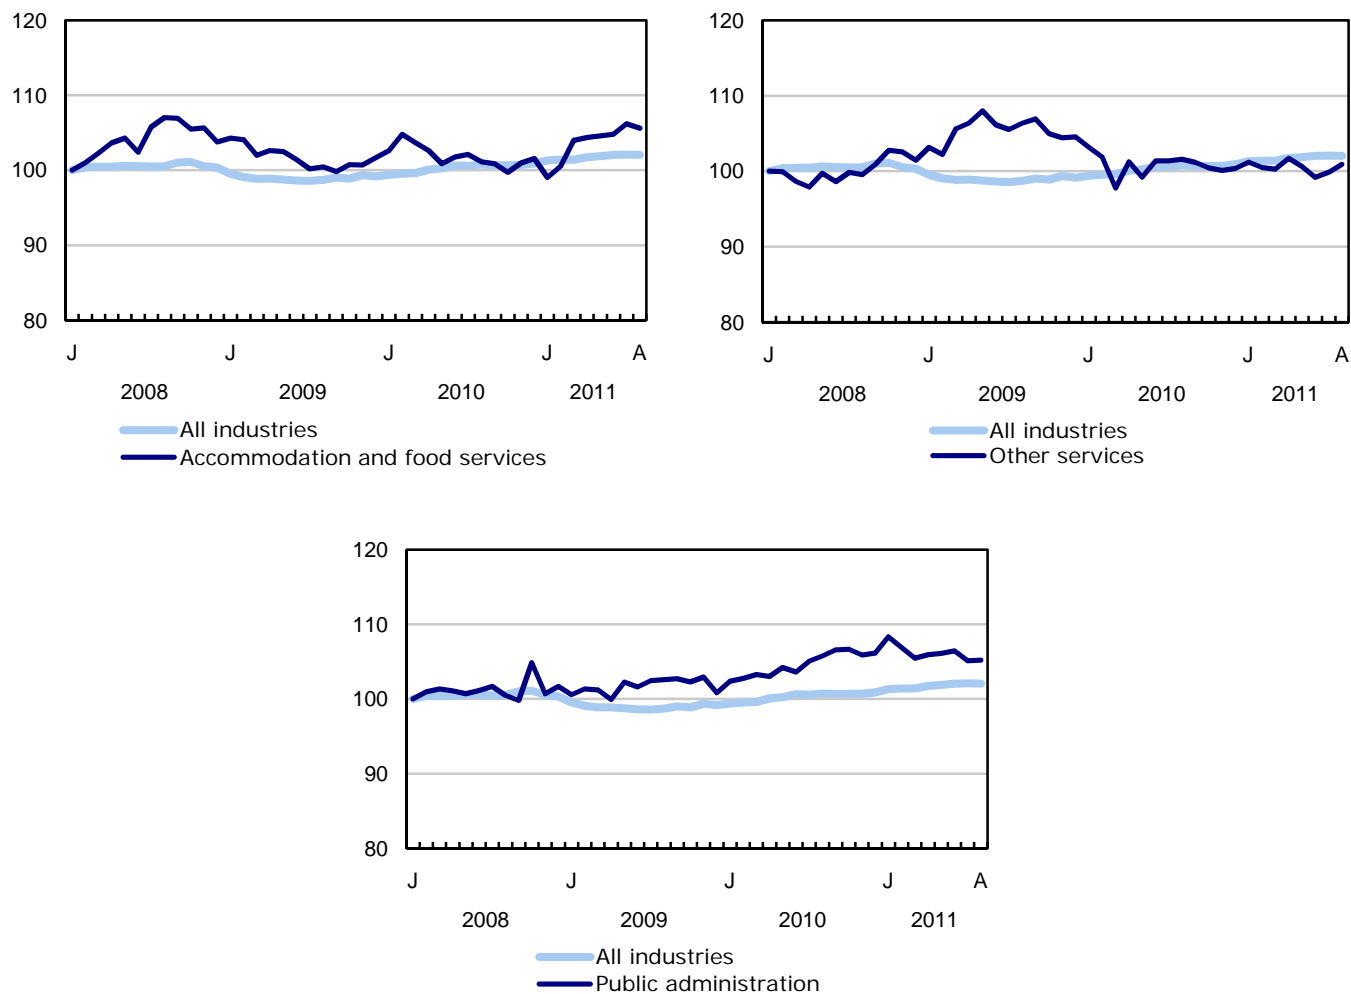 120
110
100
90
80
J J J J A
2008 2009 2010 2011
All industries
Accommodation and food services
120
110
100
90
80
J J J J A
2008 2009 2010 2011
All industries
Other services
120
110
100
90
80
J J J J A
2008 2009 2010 2011
All industries
Public administration